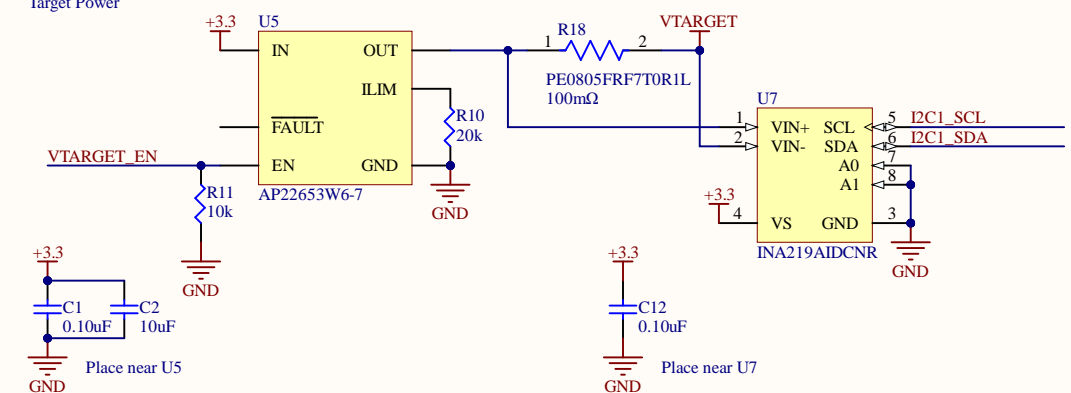 Target Power
+3.3
U5
IN
OUT
ILIM
FAULT
EN
GND
AP22653W6-7
VTARGET_EN
R11
10k
GND
R10
20k
GND
1
R18
2
PE0805FRF7T0R1L
100mΩ
VTARGET
U7
1
VIN+
SCL
5
I2C1_SCL
2
VIN-
SDA
6
I2C1_SDA
A0
7
A1
8
+3.3
4
VS
GND
3
INA219AIDCNR
GND
+3.3
C1
0.10uF
C2
10uF
GND
Place near U5
+3.3
C12
0.10uF
GND
Place near U7